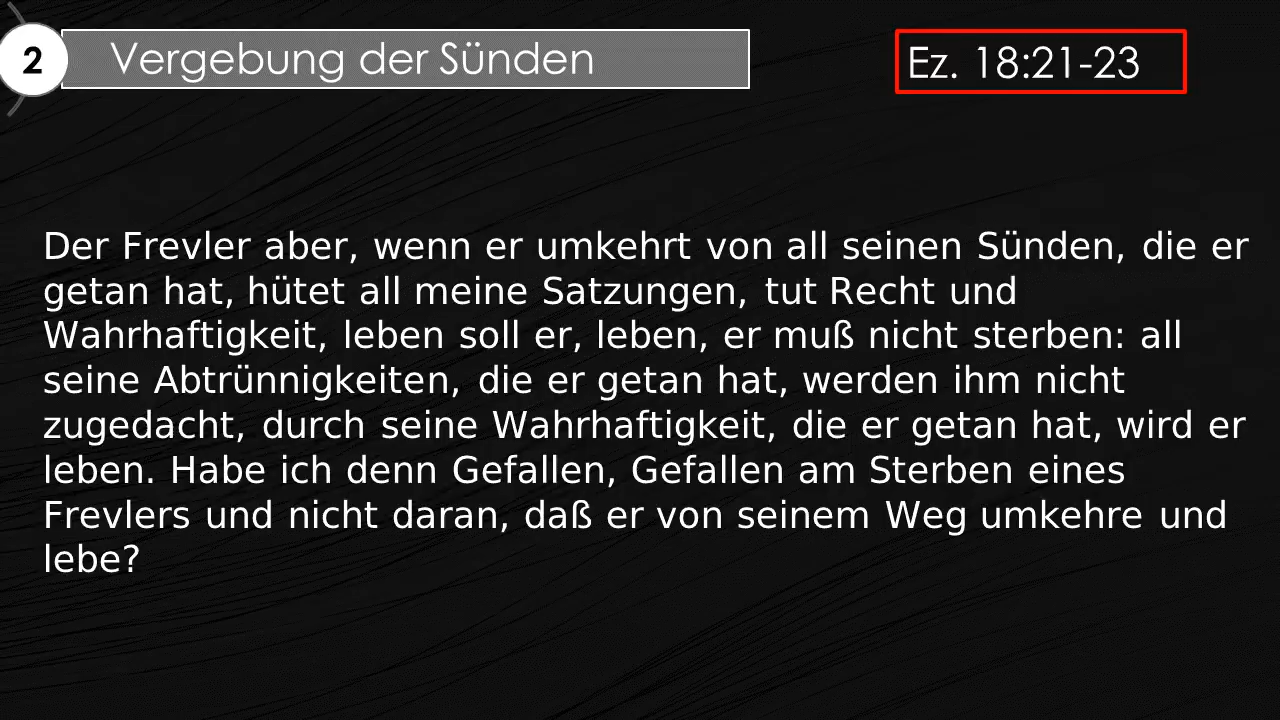 2
Vergebung der Sünden
Ez. 18:21-23
Der Frevler aber, wenn er umkehrt von all seinen Sünden, die er
getan hat, hütet all meine Satzungen, tut Recht und
Wahrhaftigkeit, leben soll er, leben, er muß nicht sterben: all
seine Abtrünnigkeiten, die er getan hat, werden ihm nicht
zugedacht, durch seine Wahrhaftigkeit, die er getan hat, wird er
leben. Habe ich denn Gefallen, Gefallen am Sterben eines
Frevlers und nicht daran, daß er von seinem Weg umkehre und
lebe?